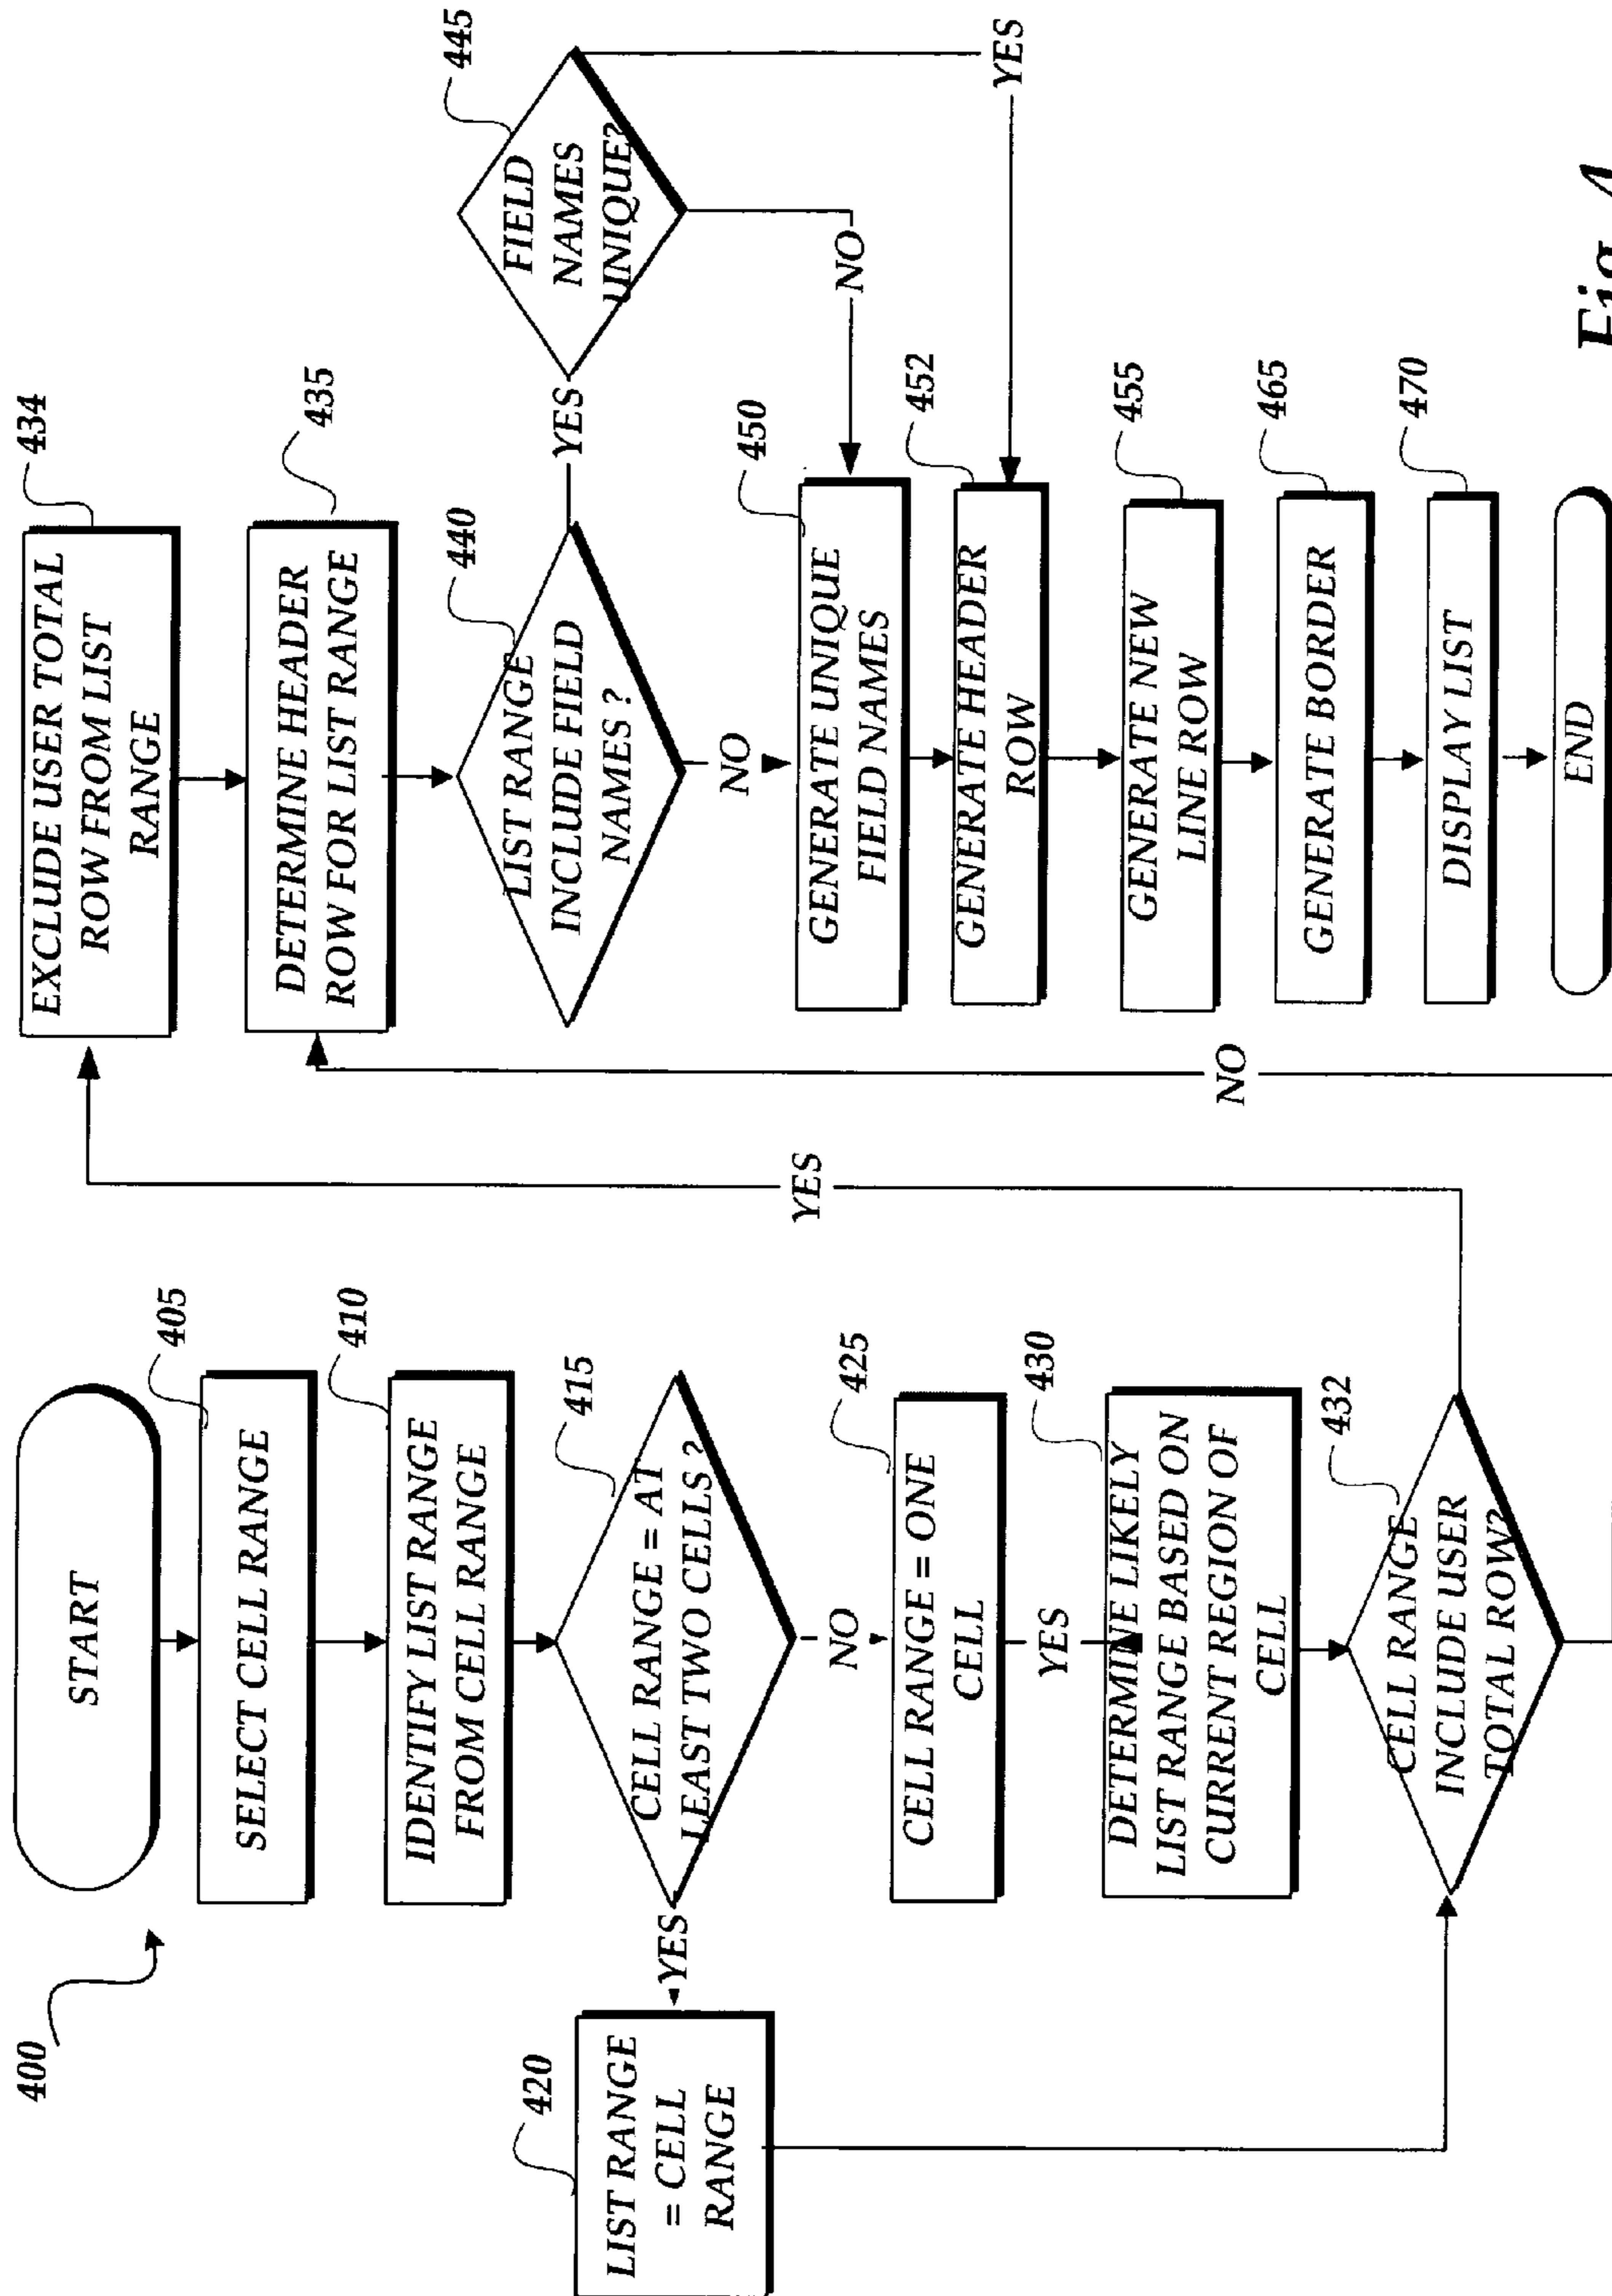 400
START
405
SELECT CELL RANGE
410
IDENTIFY LIST RANGE
FROM CELL RANGE
415
CELL RANGE = AT
LEAST TWO CELLS ?
YES
420
LIST RANGE
= CELL
RANGE
NO
425
CELL RANGE = ONE
CELL
YES
430
DETERMINE LIKELY
LIST RANGE BASED ON
CURRENT REGION OF
CELL
432
CELL RANGE
INCLUDE USER
TOTAL ROW?
YES
NO
434
EXCLUDE USER TOTAL
ROW FROM LIST
RANGE
435
DETERMINE HEADER
ROW FOR LIST RANGE
440
LIST RANGE
INCLUDE FIELD
NAMES ?
YES
445
FIELD
NAMES
UNIQUE?
NO
NO
YES
450
GENERATE UNIQUE
FIELD NAMES
452
GENERATE HEADER
ROW
455
GENERATE NEW
LINE ROW
465
GENERATE BORDER
470
DISPLAY LIST
END
Fig. 4